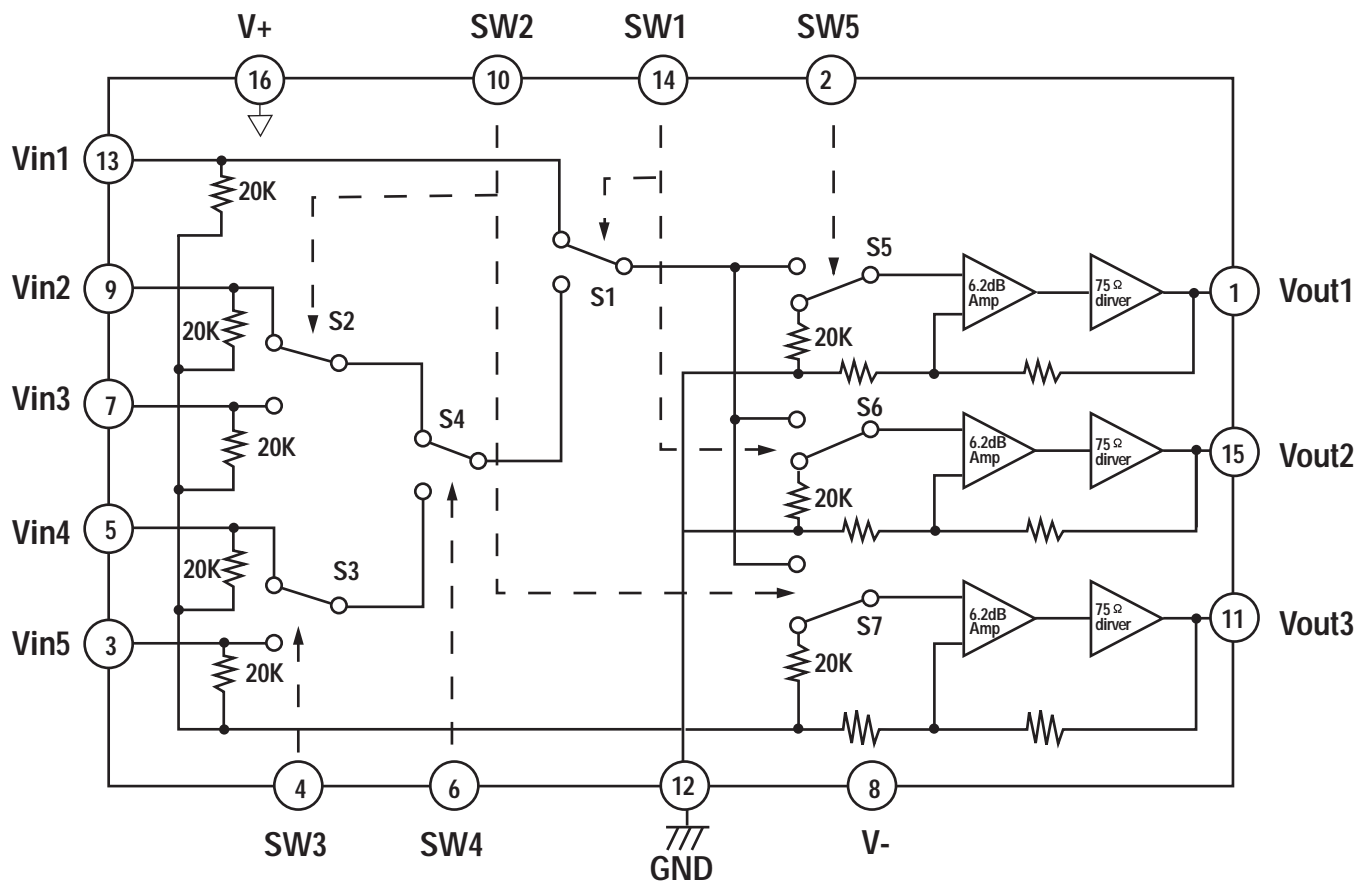 V+
SW2
SW1
SW5
16
10
14
2
Vin1
13
20K
Vin2
9
20K
S2
S1
S5
6.2dB
Amp
75 Ω
dirver
1
Vout1
20K
Vin3
7
20K
S4
S6
6.2dB
Amp
75 Ω
dirver
15
Vout2
20K
Vin4
5
20K
S3
Vin5
3
20K
S7
6.2dB
Amp
75 Ω
dirver
11
Vout3
20K
4
6
12
8
SW3
SW4
GND
V-